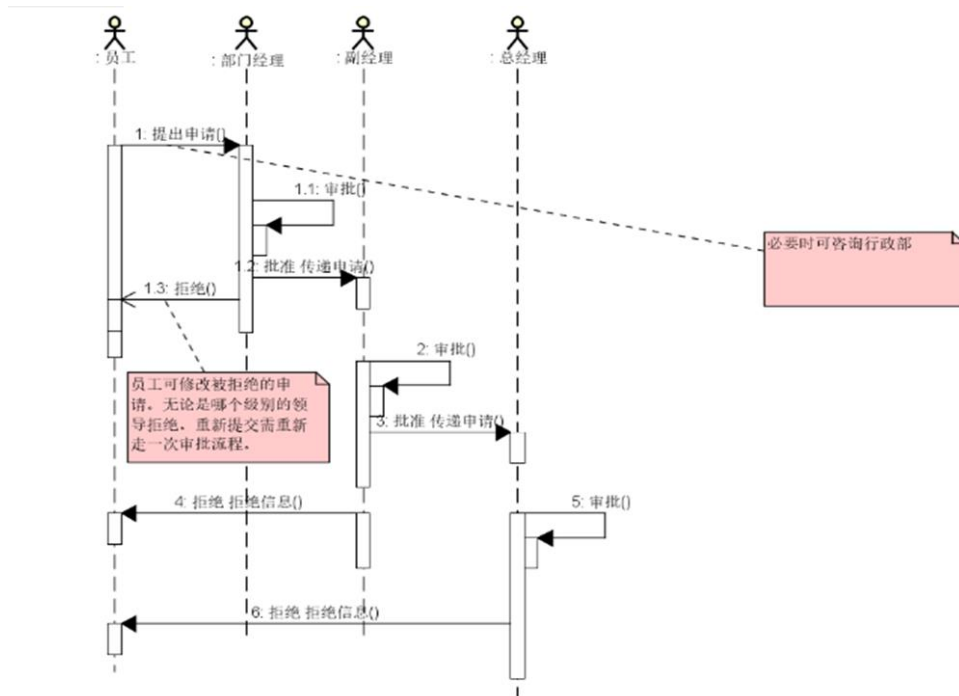 : 员工
: 部门经理
: 副经理
: 总经理
1: 提出申请()
1.1: 审批()
必要时可咨询行政部
1.2: 批准 传递申请()
1.3: 拒绝()
2: 审批()
员工可修改被拒绝的申
请。无论是哪个级别的领
导拒绝。重新提交需重新
走一次审批流程。
3: 批准 传递申请()
4: 拒绝 拒绝信息()
5: 审批()
6: 拒绝 拒绝信息()